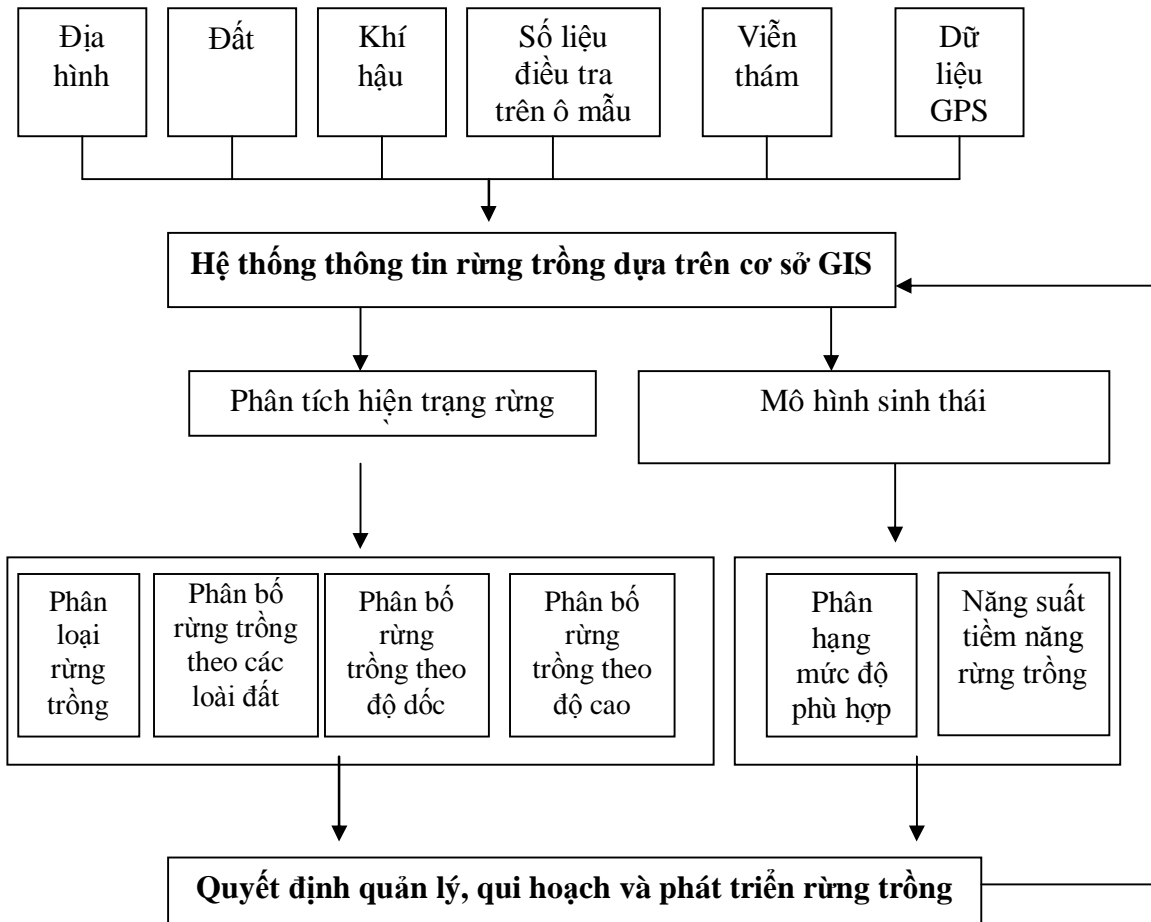 Địa
hình
Đất
Khí
hậu
Số liệu
điều tra
trên ô mẫu
Viễn
thám
Dữ
liệu
GPS
Hệ thống thông tin rừng trồng dựa trên cơ sở GIS
Phân tích hiện trạng rừng
Mô hình sinh thái
Phân
loại
rừng
trồng
Phân bố
rừng trồng
theo các
loài đất
Phân bố
rừng
trồng theo
độ dốc
Phân bố
rừng
trồng theo
độ cao
Phân
hạng
mức độ
phù hợp
Năng suất
tiềm năng
rừng trồng
Quyết định quản lý, qui hoạch và phát triển rừng trồng